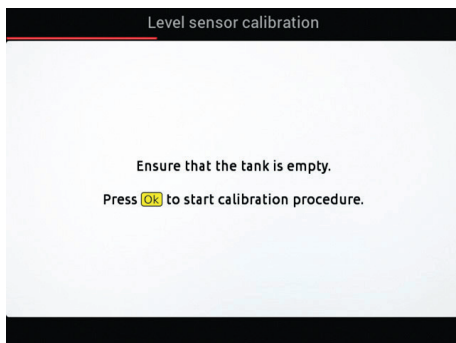 Level sensor calibration
Ensure that the tank is empty.
Press Ok to start calibration procedure.